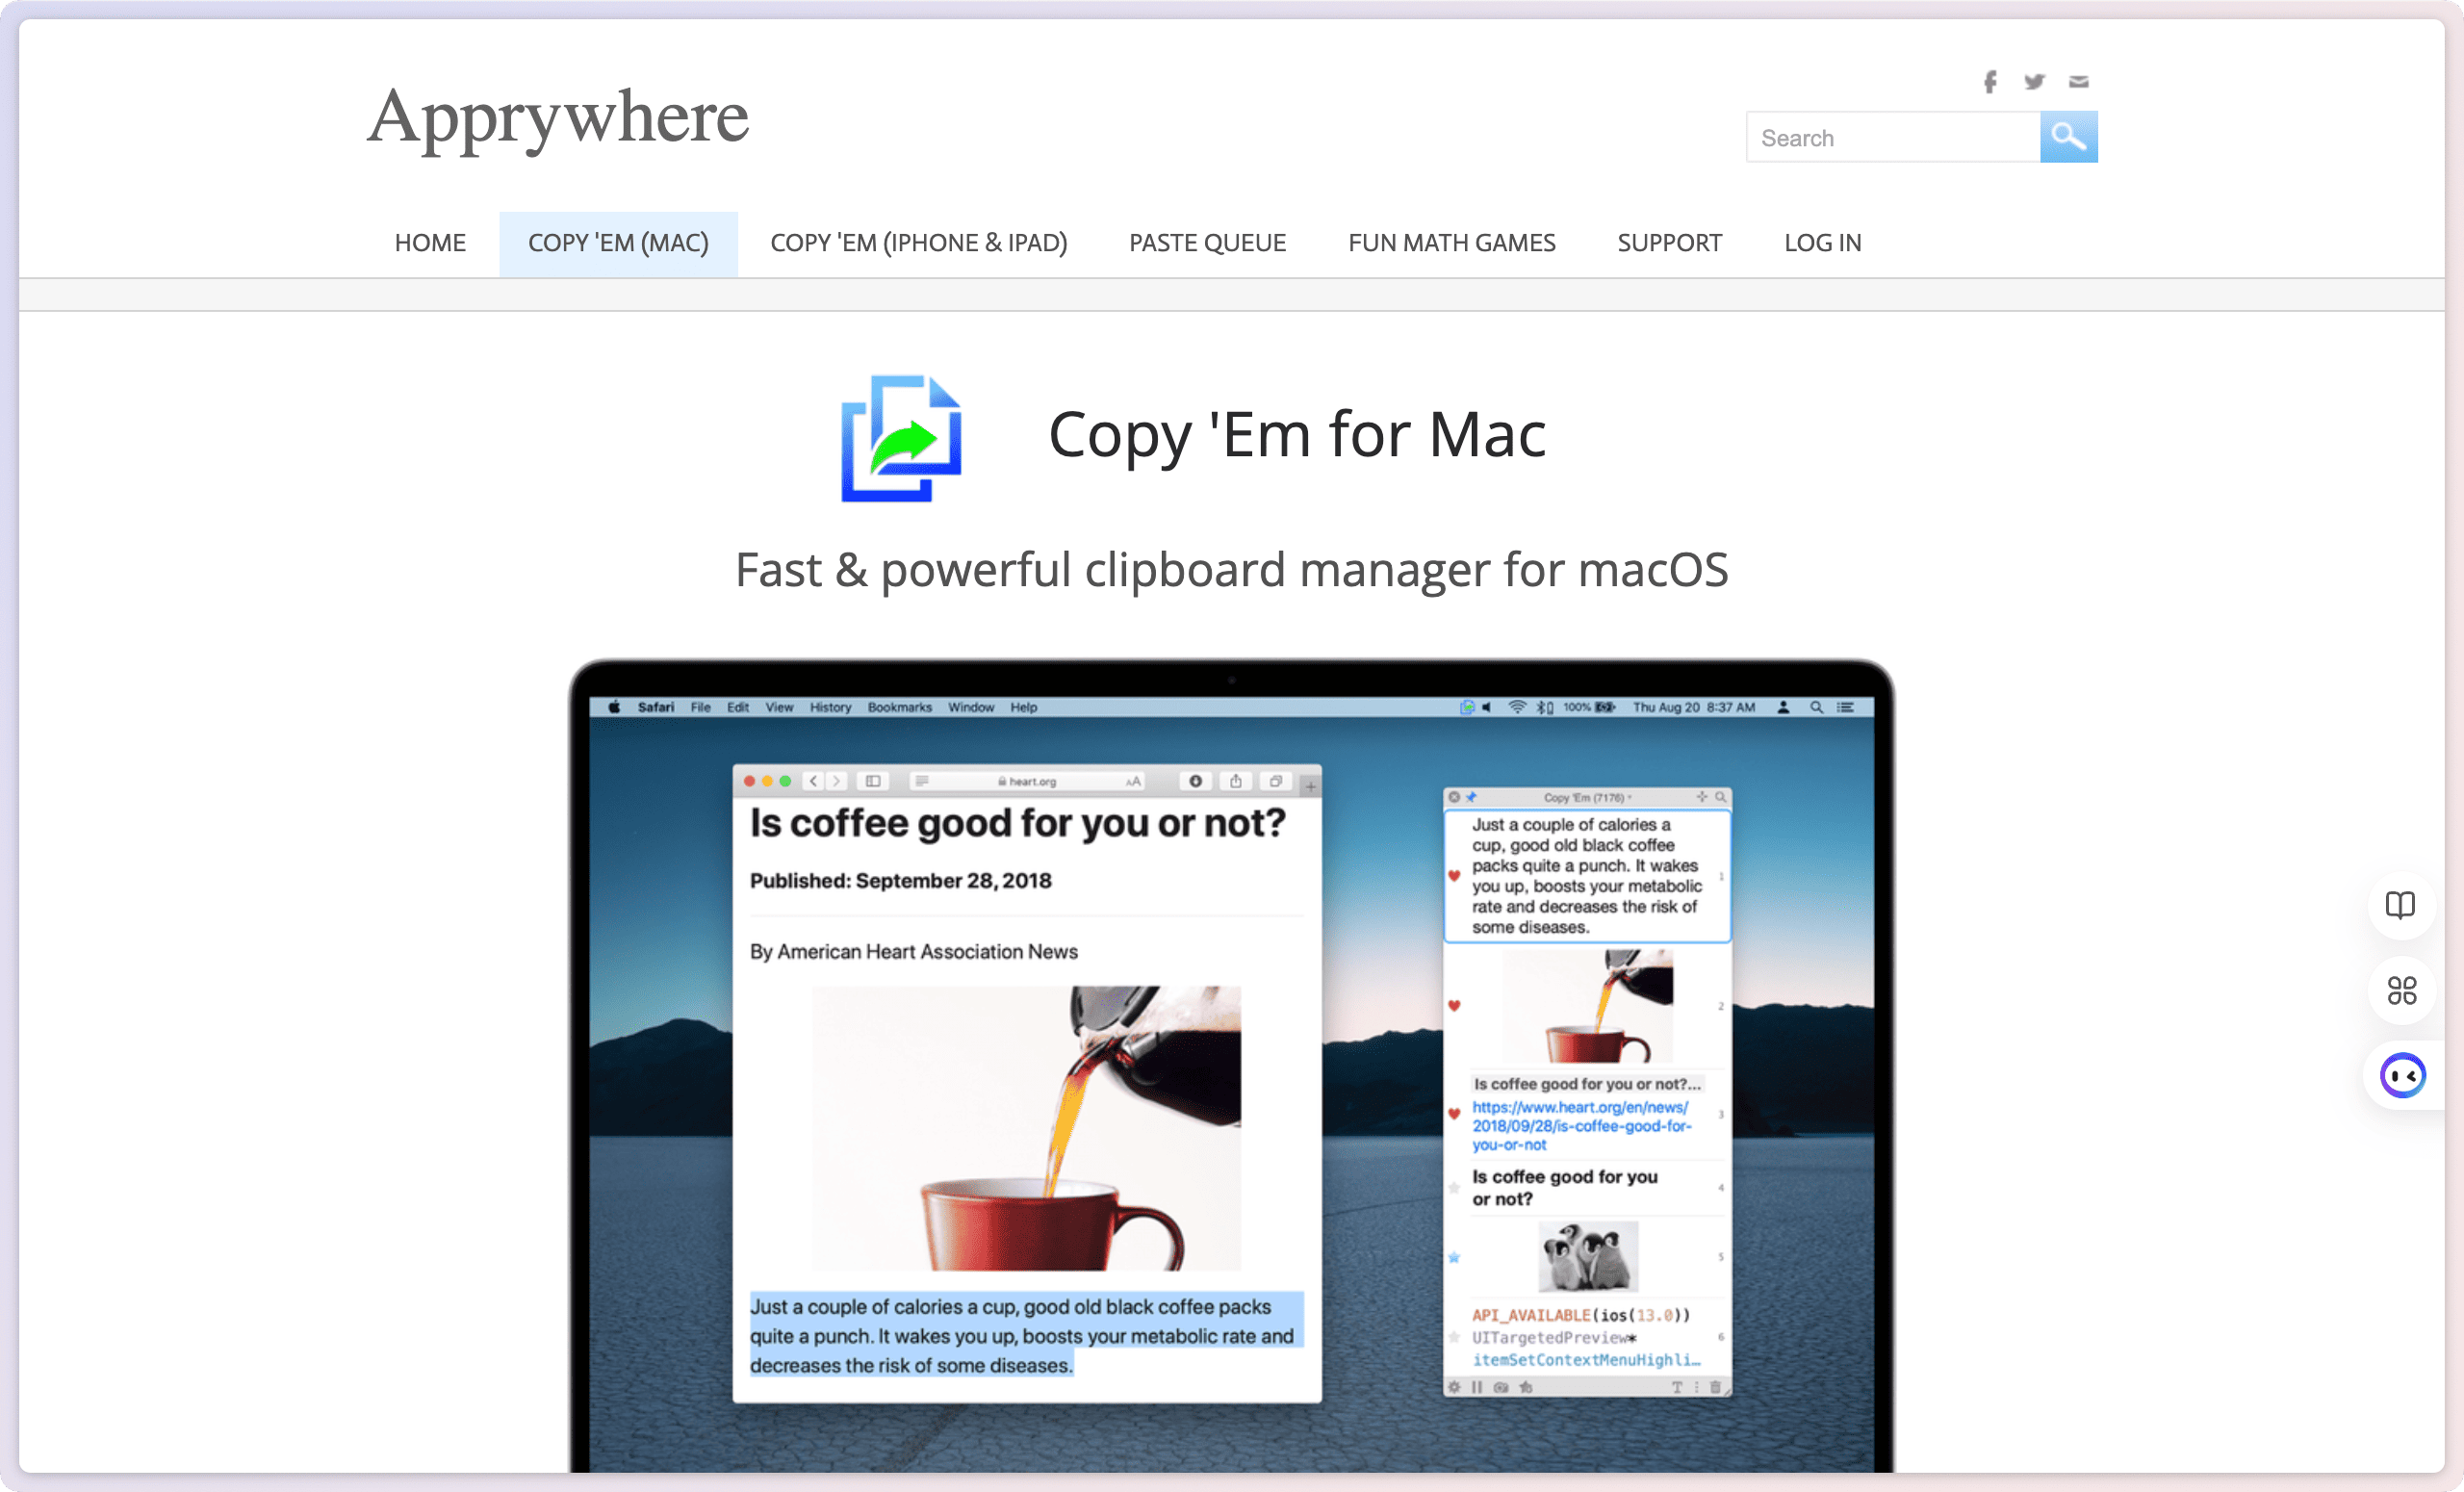 Apprywhere
Search
HOME
COPY 'EM (MAC)
COPY 'EM (IPHONE & IPAD)
PASTE QUEUE
FUN MATH GAMES
SUPPORT
LOG IN
Copy 'Em for Mac
Fast & powerful clipboard manager for macOS
Safari File Edit View History Bookmarks Window Help
100% Thu Aug 20 8:37 AM
heart.org AA
Is coffee good for you or not?
Published: September 28, 2018
By American Heart Association News
Just a couple of calories a cup, good old black coffee packs
quite a punch. It wakes you up, boosts your metabolic rate and
decreases the risk of some diseases.
Copy 'Em (7176)
Just a couple of calories a
cup, good old black coffee
packs quite a punch. It wakes
you up, boosts your metabolic
rate and decreases the risk of
some diseases.
1
2
Is coffee good for you or not?...
https://www.heart.org/en/news/
2018/09/28/is-coffee-good-for-
you-or-not
3
Is coffee good for you
or not?
4
5
API_AVAILABLE(ios(13.0))
UITargetedPreview*
itemSetContextMenuHighli...
6